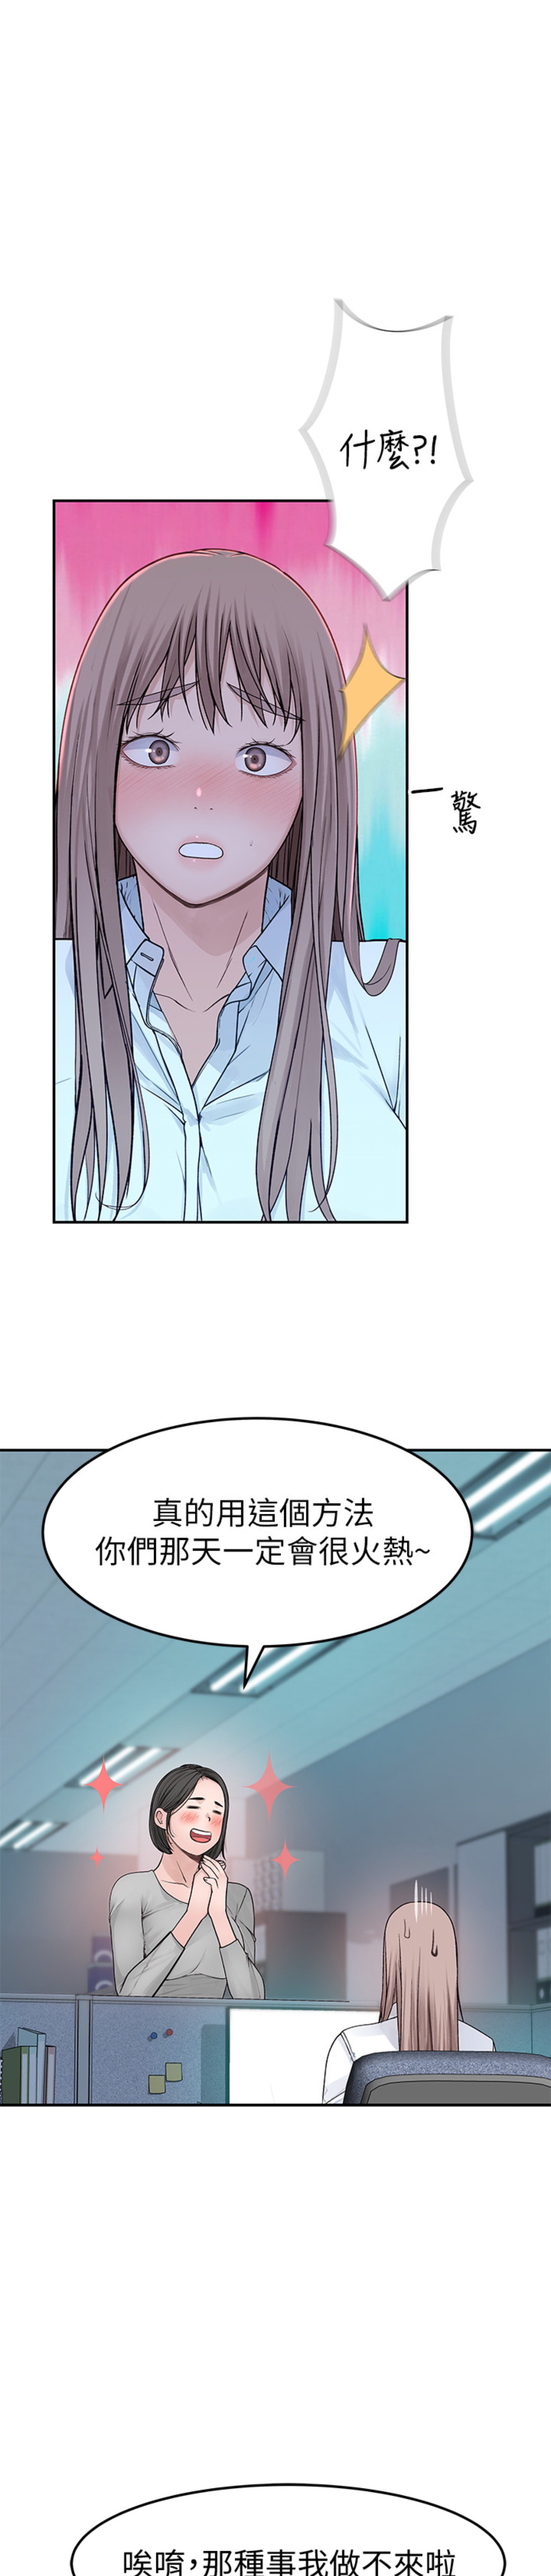 什麼?!
驚
真的用這個方法
你們那天一定會很火熱~
唉唷,那種事我做不來啦